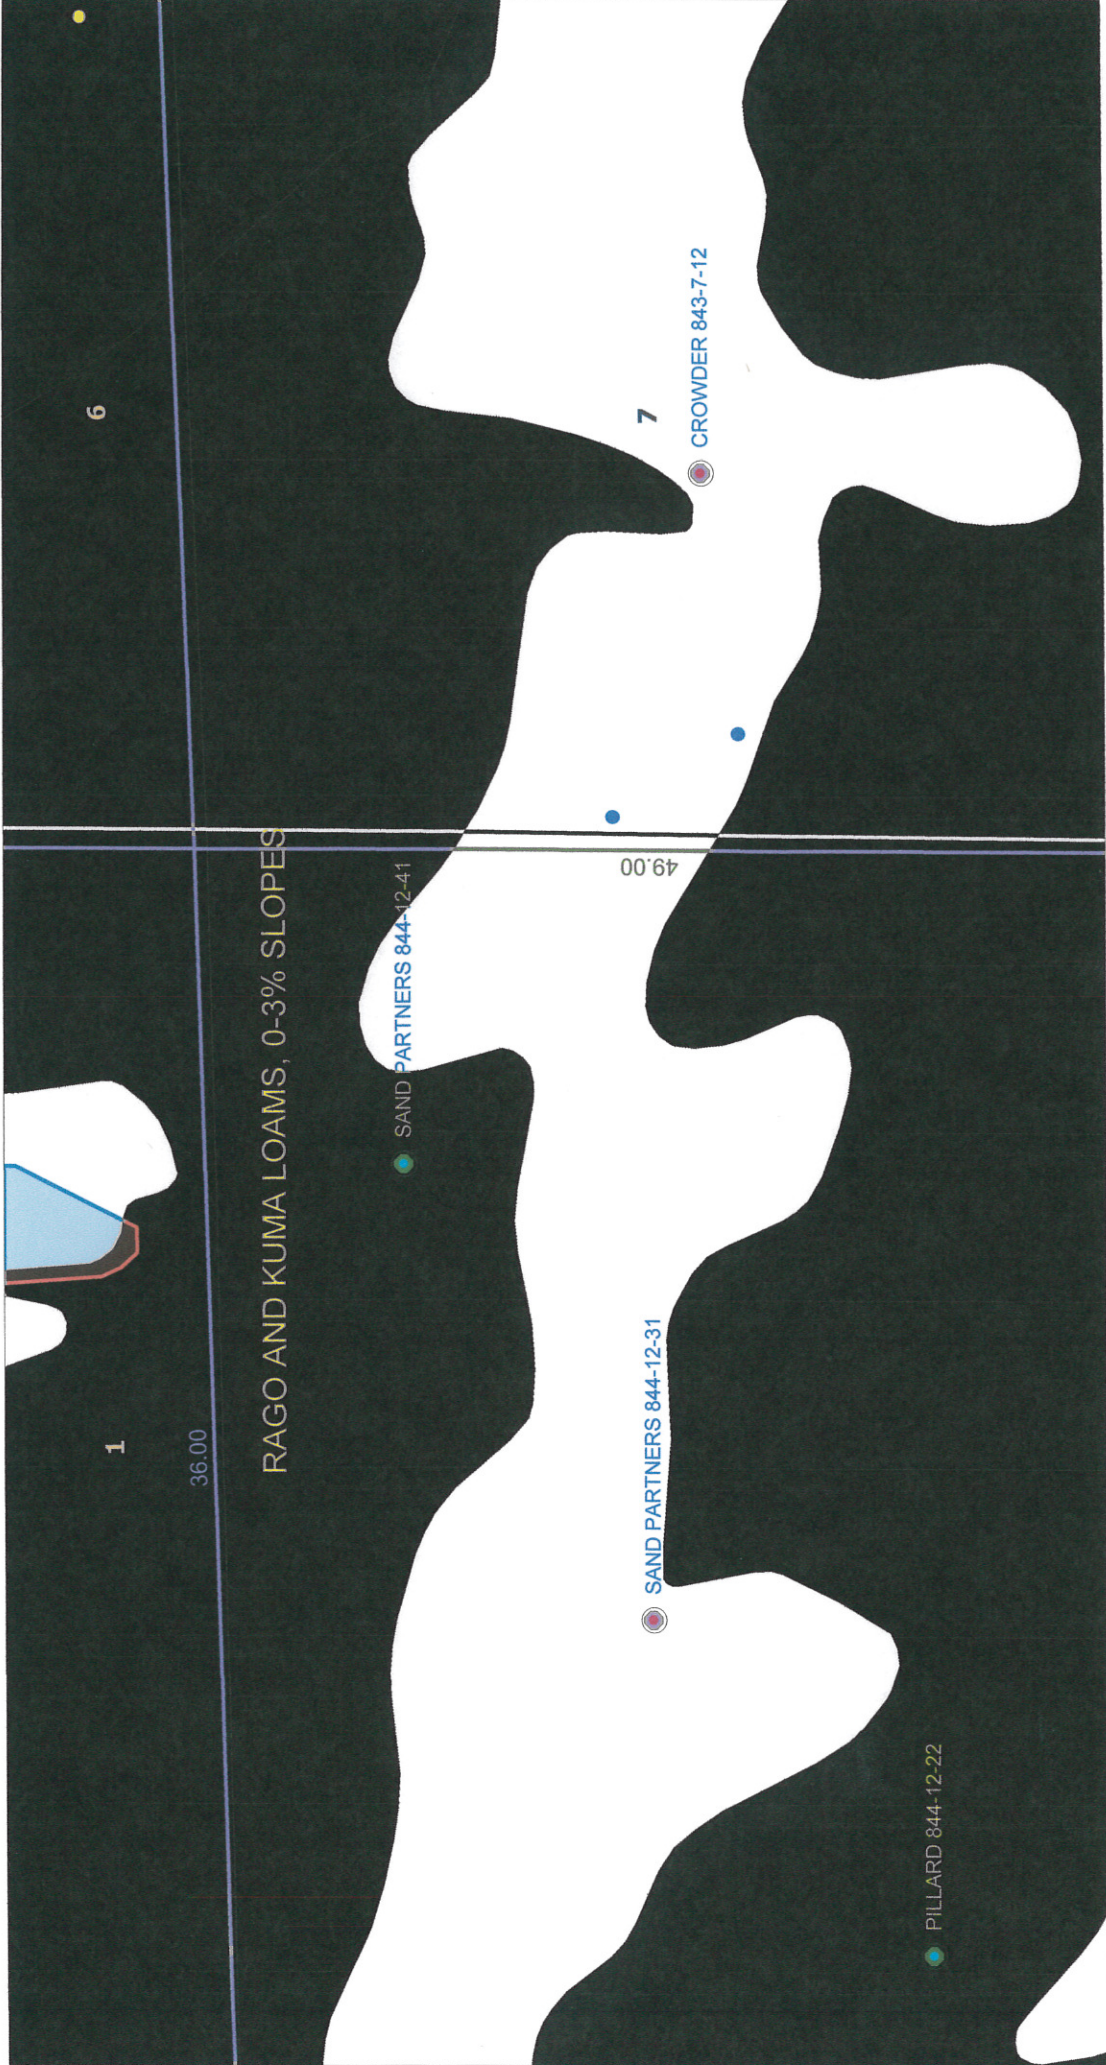 6
1
36.00
RAGO AND KUMA LOAMS, 0-3% SLOPES
SAND PARTNERS 844-12-41
49.00
7
CROWDER 843-7-12
SAND PARTNERS 844-12-31
PILLARD 844-12-22